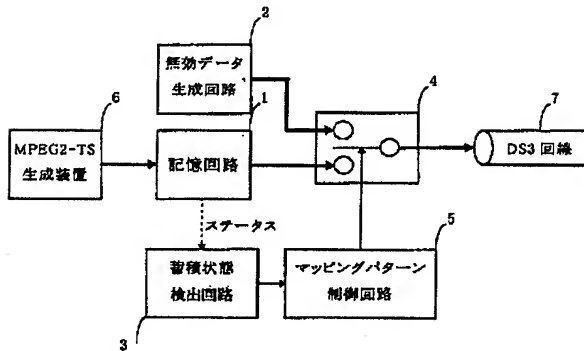 2
無効データ
生成回路
1
4
6
7
MPEG2-TS
生成装置
記憶回路
DS3 回線
ステータス
5
蓄積状態
検出回路
マッピングパターン
制御回路
3